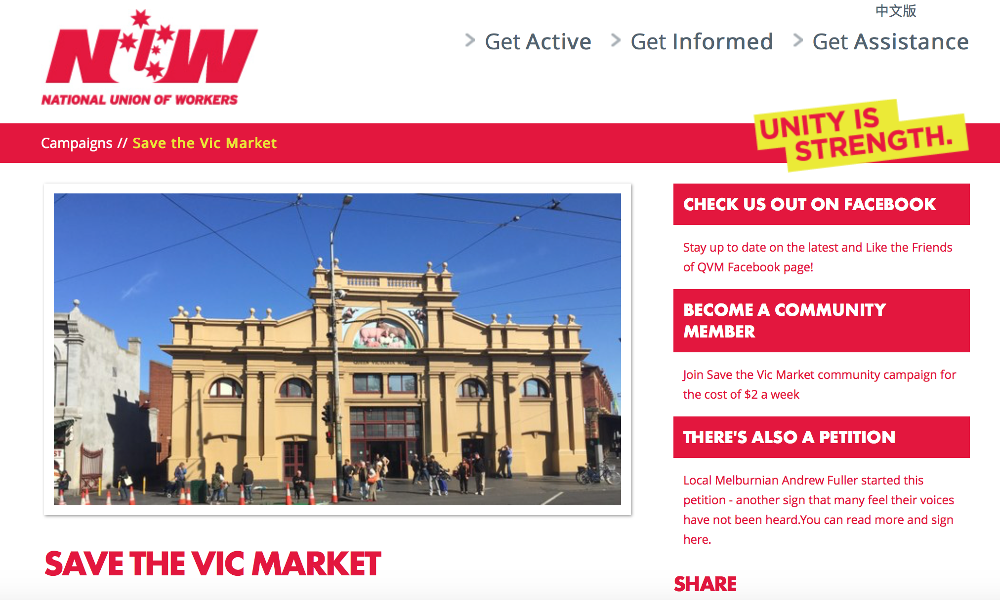 中文版
NUW
NATIONAL UNION OF WORKERS
Get Active
Get Informed
Get Assistance
Campaigns // Save the Vic Market
UNITY IS
STRENGTH.
QUEEN VICTORIA MARKET
ST
SAVE THE VIC MARKET
CHECK US OUT ON FACEBOOK
Stay up to date on the latest and Like the Friends
of QVM Facebook page!
BECOME A COMMUNITY
MEMBER
Join Save the Vic Market community campaign for
the cost of $2 a week
THERE'S ALSO A PETITION
Local Melburnian Andrew Fuller started this
petition - another sign that many feel their voices
have not been heard.You can read more and sign
here.
SHARE